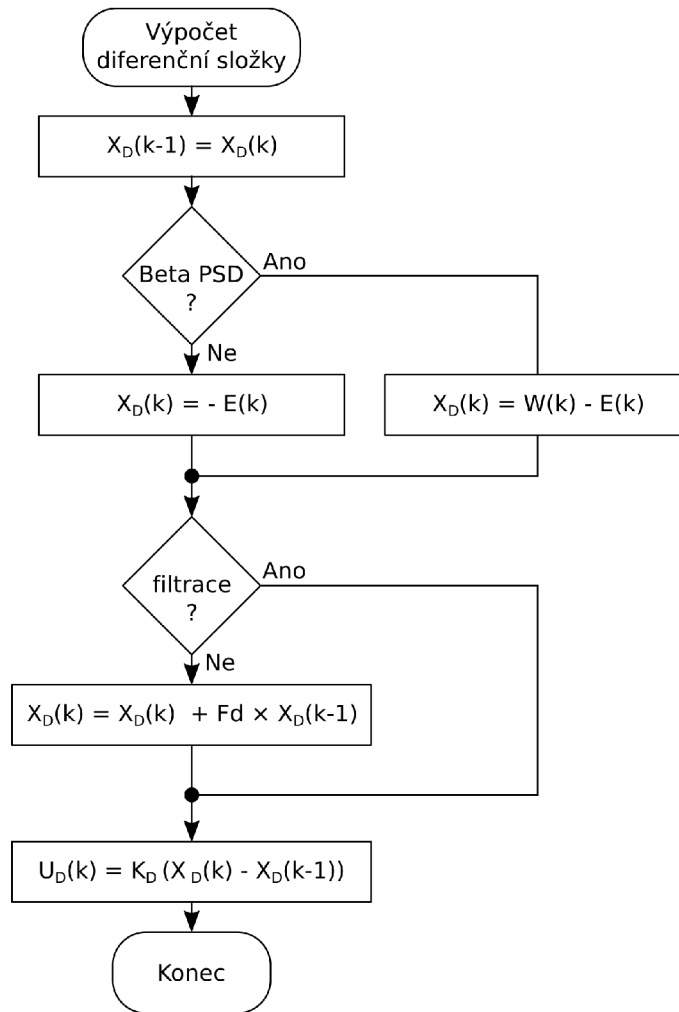 Výpočet
diferenční složky
X_D(k-1) = X_D(k)
Beta PSD
?
Ano
Ne
X_D(k) = - E(k)
X_D(k) = W(k) - E(k)
filtrace
?
Ano
Ne
X_D(k) = X_D(k) + Fd × X_D(k-1)
U_D(k) = K_D (X_D(k) - X_D(k-1))
Konec